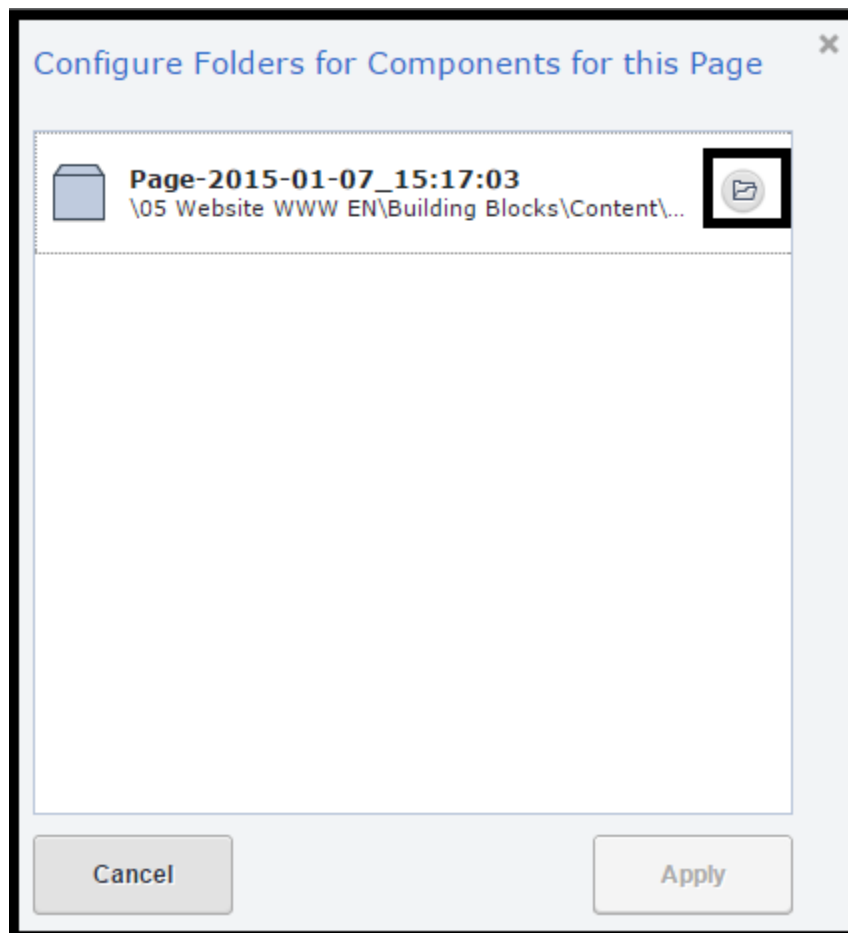 Configure Folders for Components for this Page
Page-2015-01-07_15:17:03
\05 Website WWW EN\Building Blocks\Content\...
Cancel
Apply